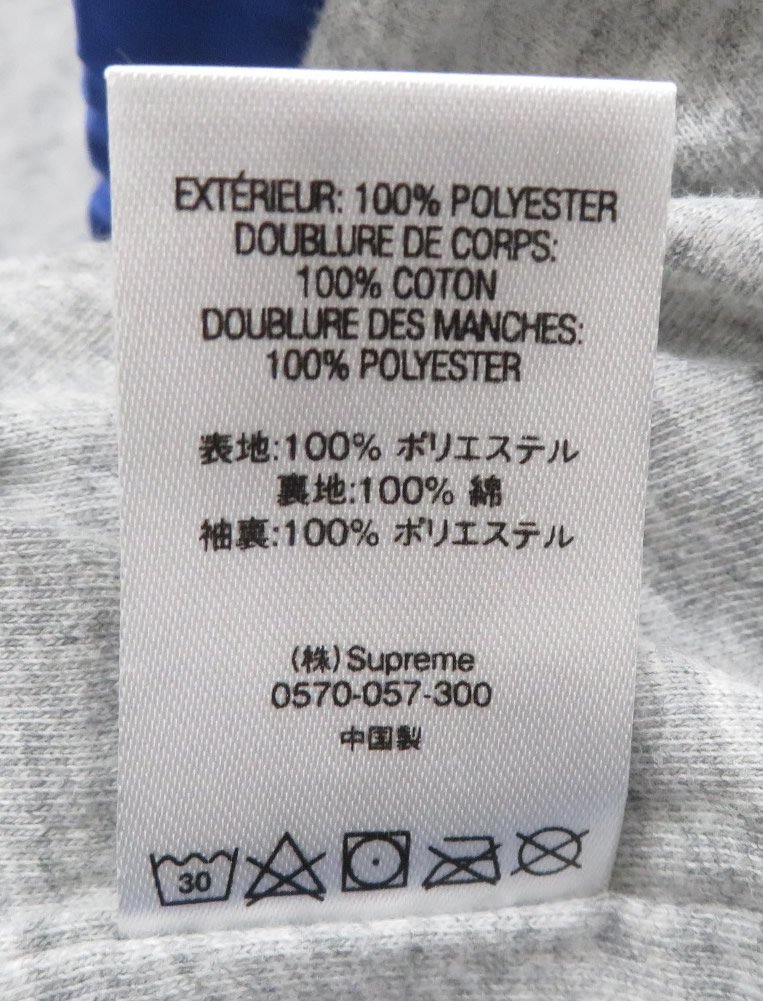 EXTÉRIEUR: 100% POLYESTER
DOUBLURE DE CORPS:
100% COTON
DOUBLURE DES MANCHES:
100% POLYESTER
表地:100% ポリエステル
裏地:100% 綿
袖裏:100% ポリエステル
(株)Supreme
0570-057-300
中国製
30